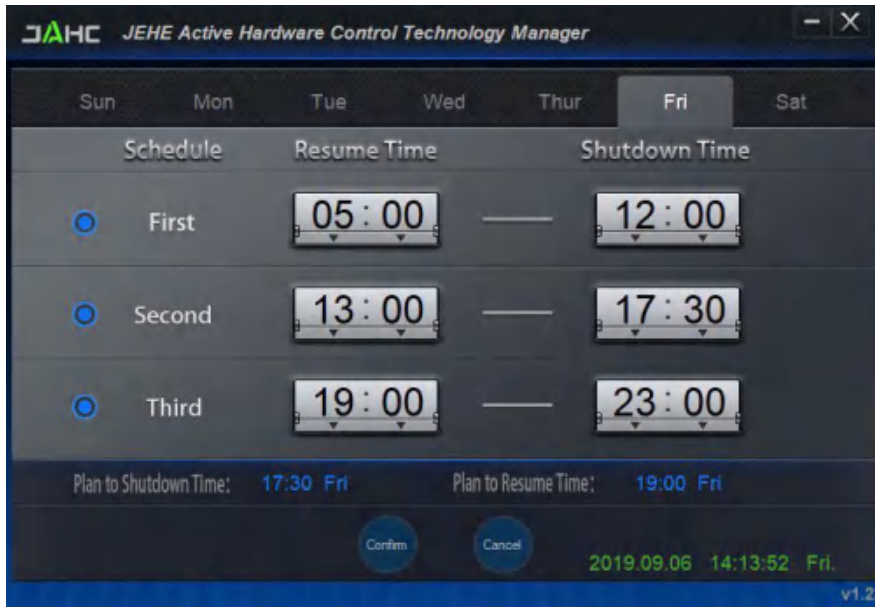 JAHC JEHE Active Hardware Control Technology Manager
Sun Mon Tue Wed Thur Fri Sat
Schedule Resume Time Shutdown Time
First 05:00 12:00
Second 13:00 17:30
Third 19:00 23:00
Plan to Shutdown Time: 17:30 Fri Plan to Resume Time: 19:00 Fri
Confirm Cancel
2019.09.06 14:13:52 Fri.
v1.2